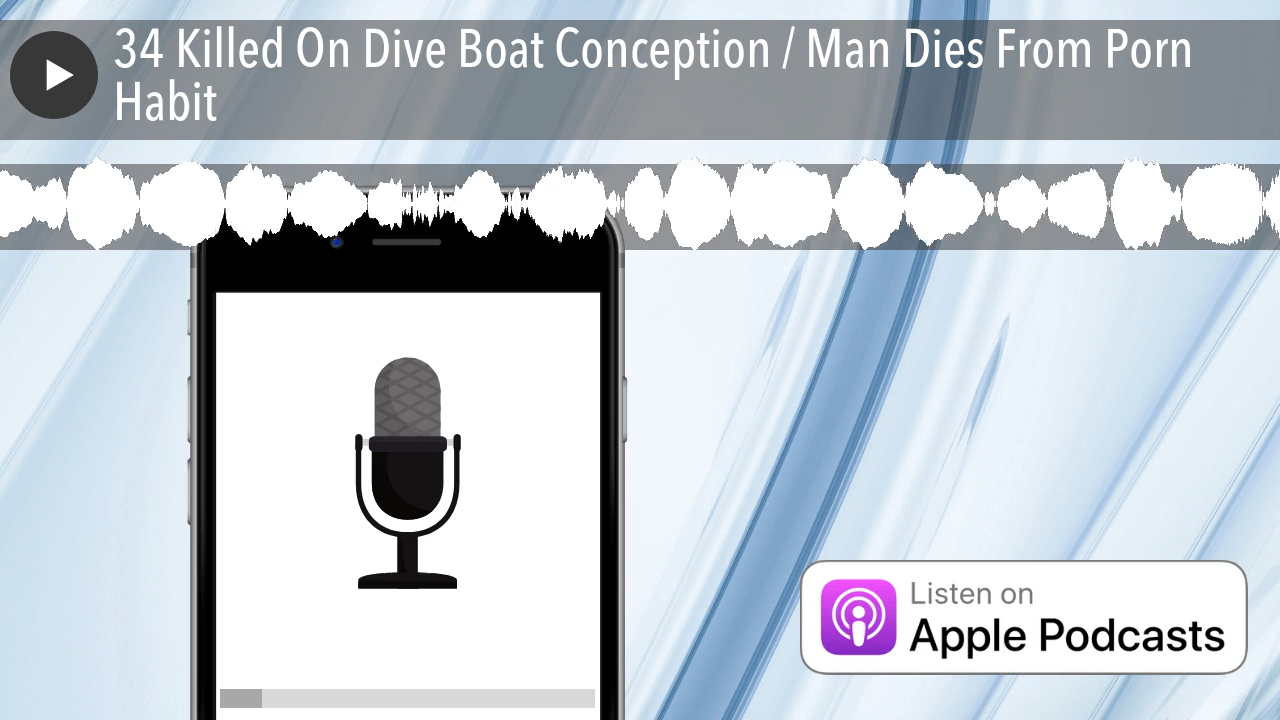 34 Killed On Dive Boat Conception / Man Dies From Porn
Habit
Listen on
Apple Podcasts